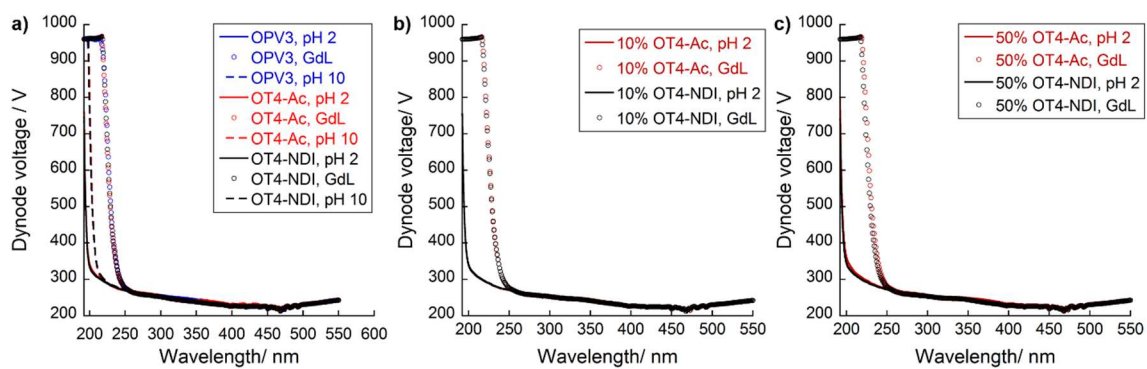 a)
Dynode voltage/ V
1000
900
800
700
600
500
400
300
200
200 250 300 350 400 450 500 550 600
Wavelength/ nm
OPV3, pH 2
OPV3, GdL
OPV3, pH 10
OT4-Ac, pH 2
OT4-Ac, GdL
OT4-Ac, pH 10
OT4-NDI, pH 2
OT4-NDI, GdL
OT4-NDI, pH 10
b)
Dynode voltage/ V
1000
900
800
700
600
500
400
300
200
200 250 300 350 400 450 500 550
Wavelength/ nm
10% OT4-Ac, pH 2
10% OT4-Ac, GdL
10% OT4-NDI, pH 2
10% OT4-NDI, GdL
c)
Dynode voltage/ V
1000
900
800
700
600
500
400
300
200
200 250 300 350 400 450 500 550
Wavelength/ nm
50% OT4-Ac, pH 2
50% OT4-Ac, GdL
50% OT4-NDI, pH 2
50% OT4-NDI, GdL